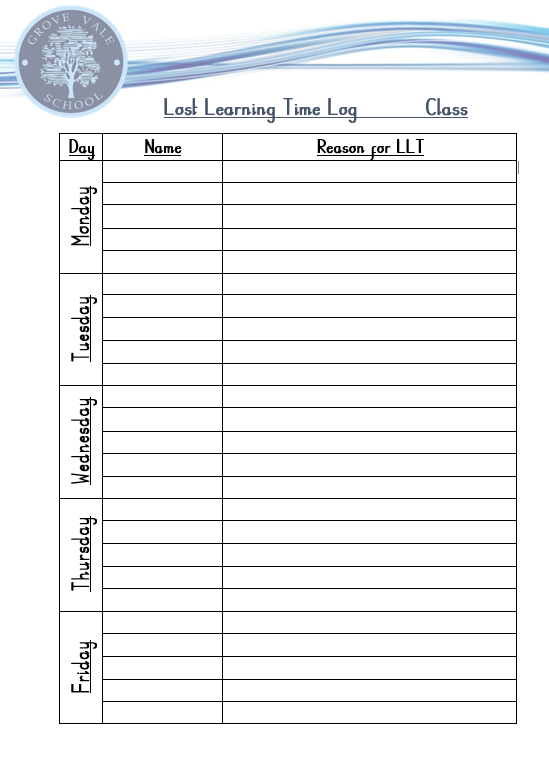 GROVE VALE
SCHOOL
Lost Learning Time Log Class
Day Name Reason for LLT
Monday
Tuesday
Wednesday
Thursday
Friday